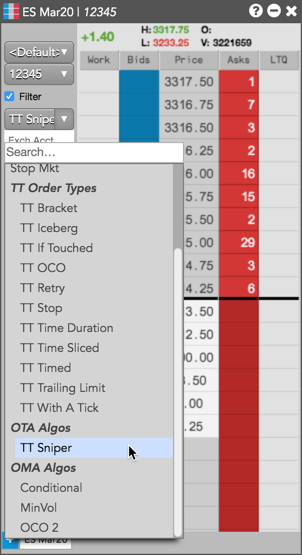 ES Mar20 | 12345
+1.40 H: 3317.75 O:
L: 3233.25 V: 3221659
<Default>
12345
Filter
TT Snipe
Exch Acct
Work Bids Price Asks LTQ
3317.50 1
3316.75 7
3316.50 3
6.25 2
6.00 16
5.75 15
5.50 2
5.00 29
4.75 3
4.25 6
3.50
2.50
00.00
.50
.00
.25
Search...
Stop Mkt
TT Order Types
TT Bracket
TT Iceberg
TT If Touched
TT OCO
TT Retry
TT Stop
TT Time Duration
TT Time Sliced
TT Timed
TT Trailing Limit
TT With A Tick
OTA Algos
TT Sniper
OMA Algos
Conditional
MinVol
OCO 2
ES Mar20